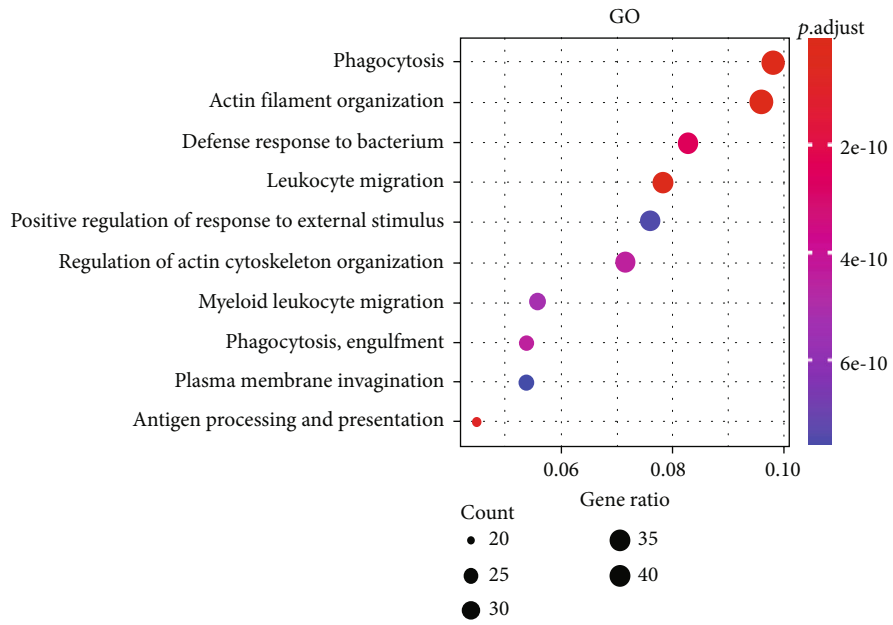 GO
p.adjust
Phagocytosis
Actin filament organization
Defense response to bacterium
2e-10
Leukocyte migration
Positive regulation of response to external stimulus
Regulation of actin cytoskeleton organization
4e-10
Myeloid leukocyte migration
Phagocytosis, engulfment
6e-10
Plasma membrane invagination
Antigen processing and presentation
0.06 0.08 0.10
Gene ratio
Count
20 35
25 40
30